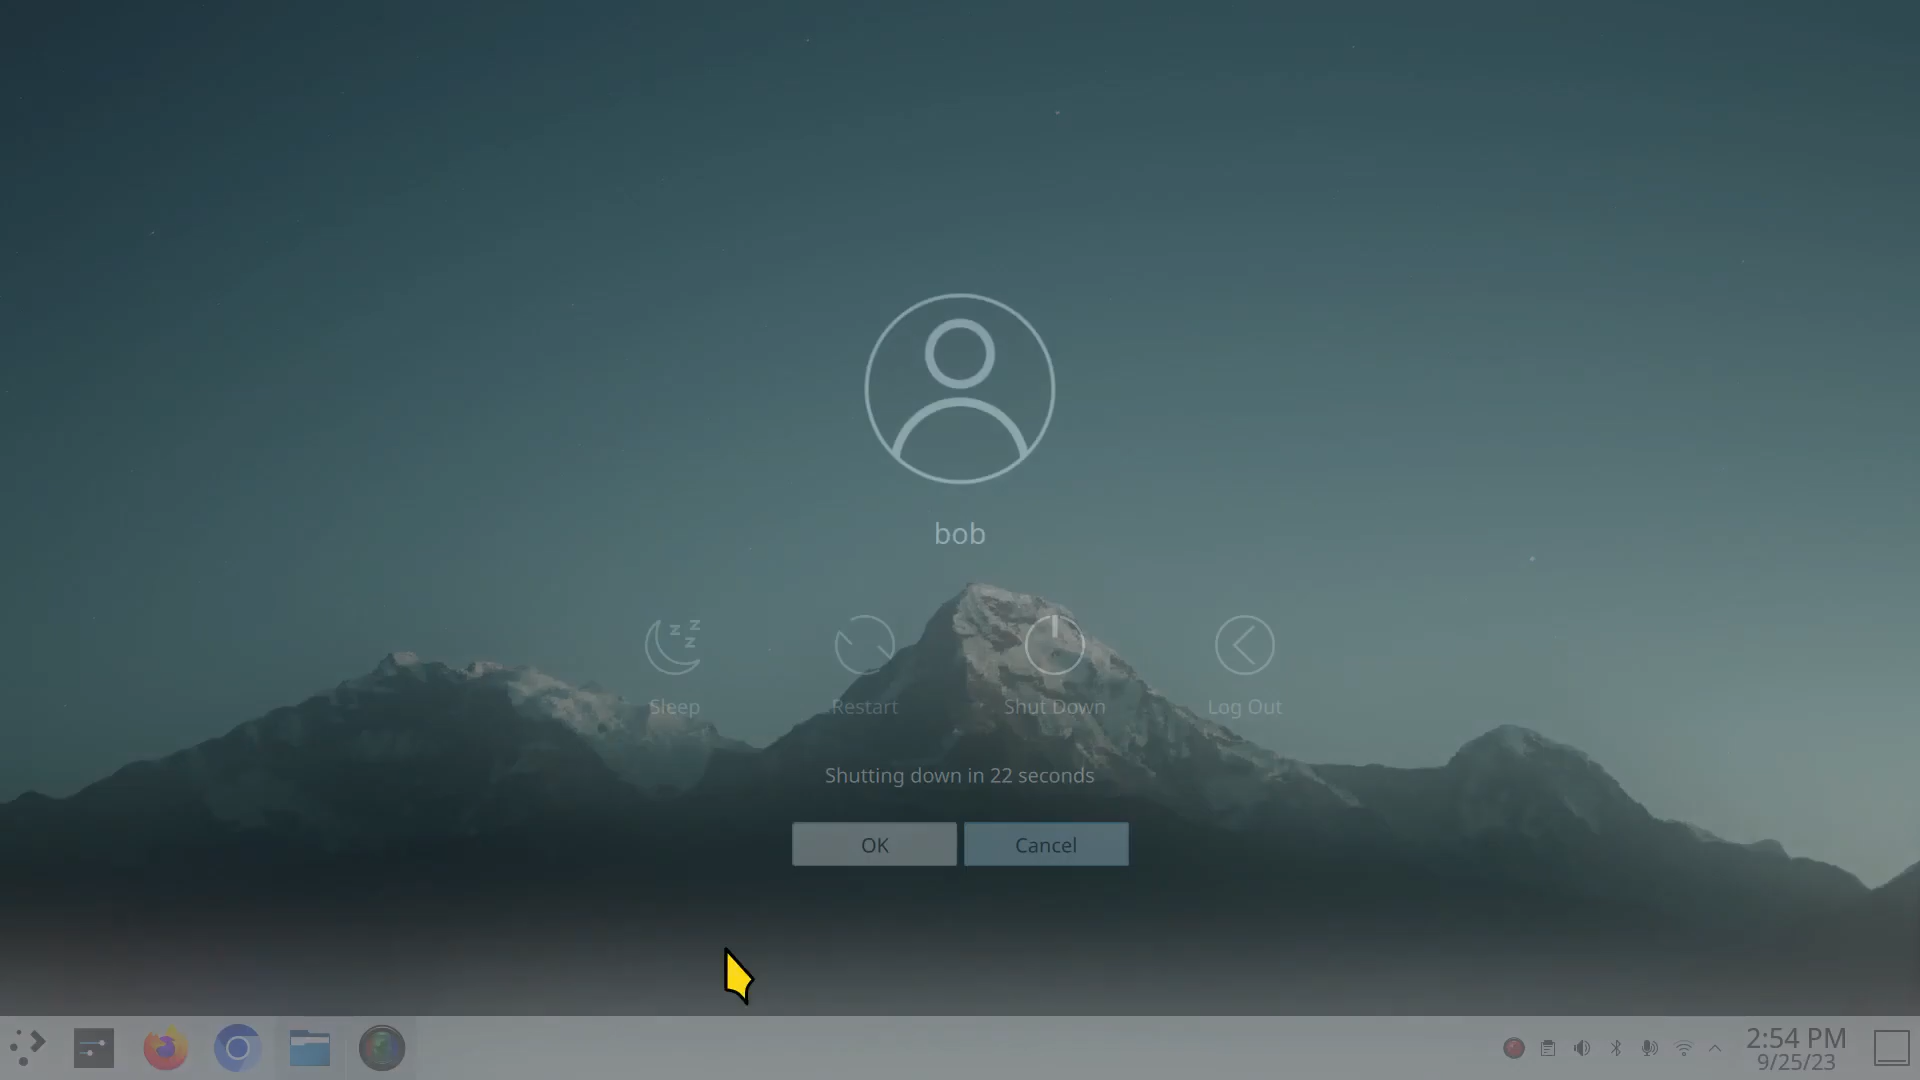 bob
Sleep
Restart
Shut Down
Log Out
Shutting down in 22 seconds
OK
Cancel
2:54 PM
9/25/23